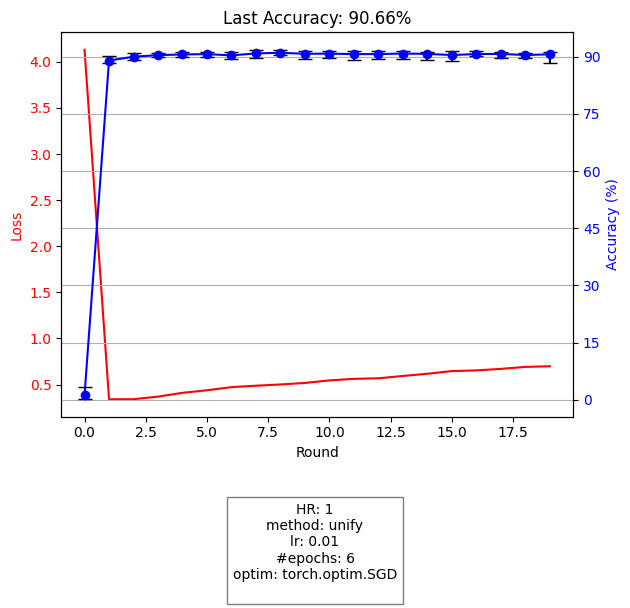 Last Accuracy: 90.66%
4.0
3.5
3.0
2.5
2.0
1.5
1.0
0.5
Loss
90
75
60
45
30
15
0
Accuracy (%)
0.0 2.5 5.0 7.5 10.0 12.5 15.0 17.5
Round
HR: 1
method: unify
lr: 0.01
#epochs: 6
optim: torch.optim.SGD